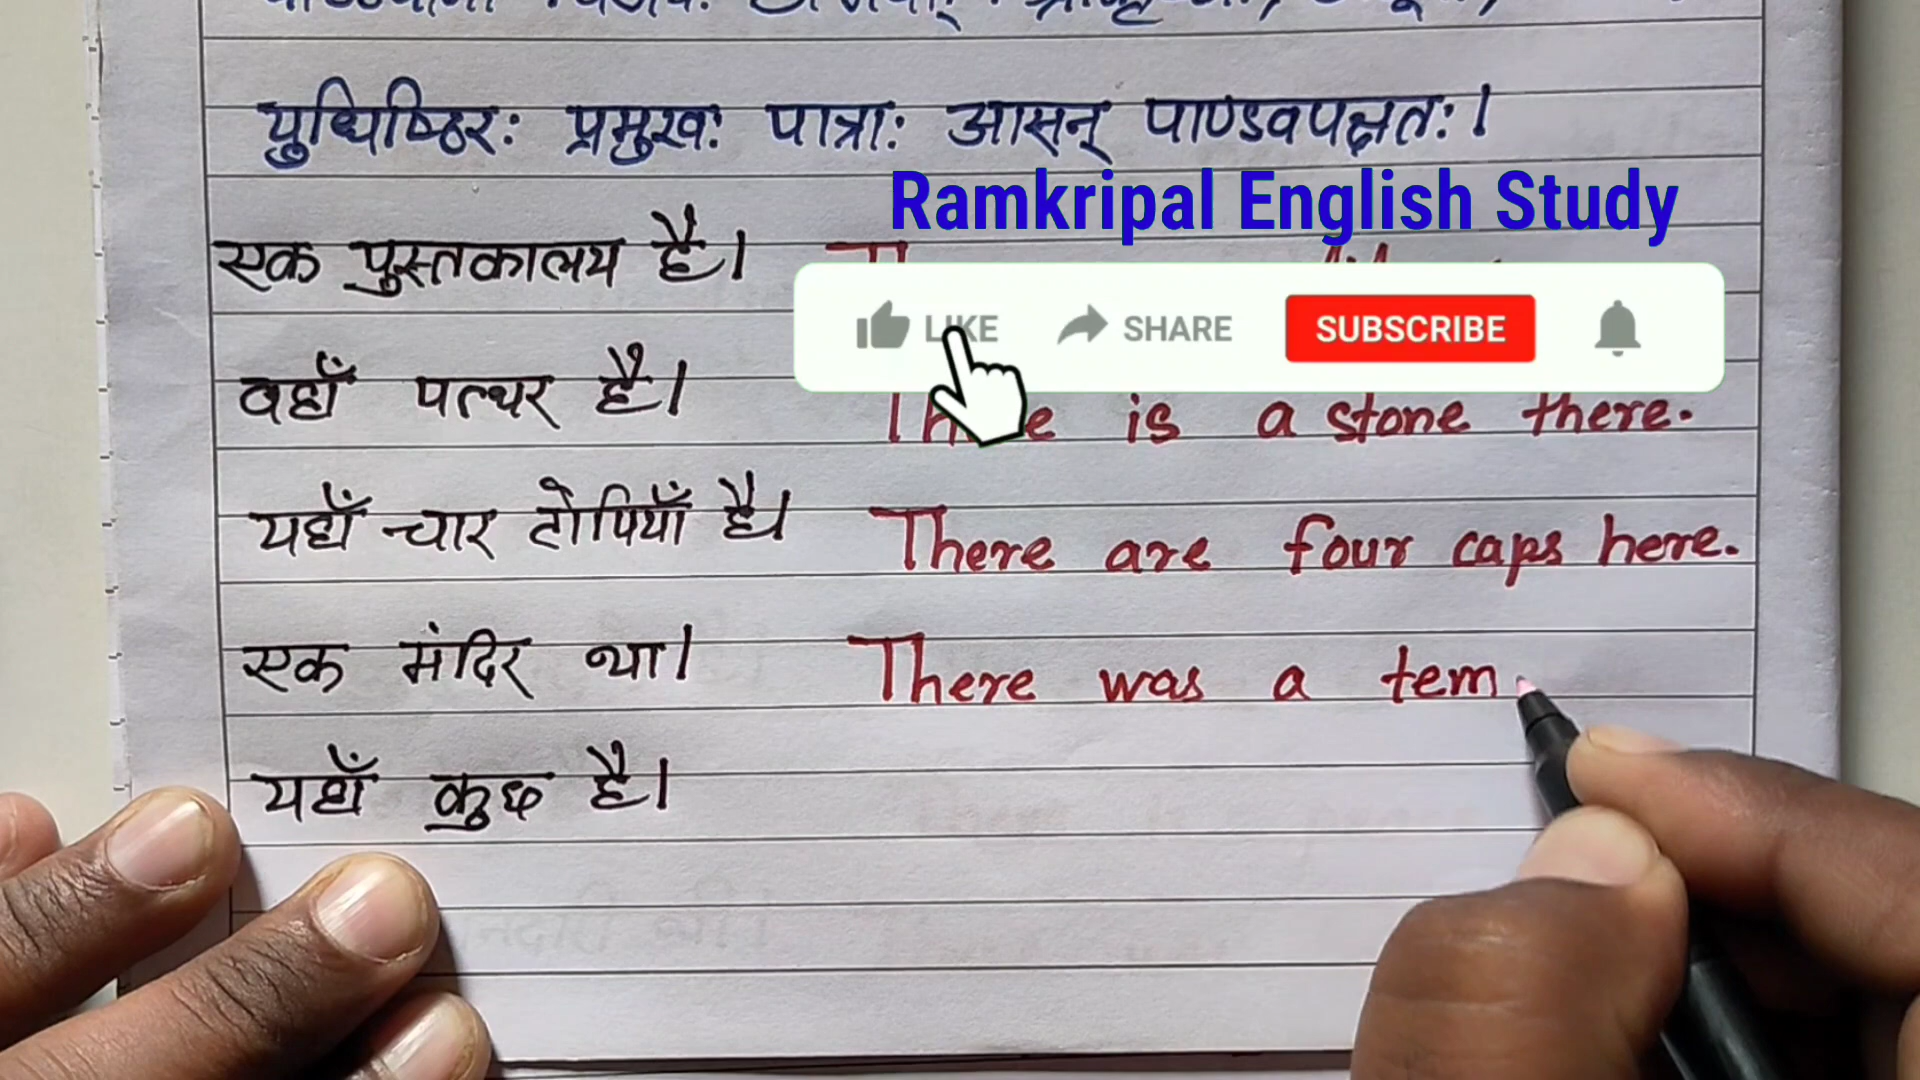 युधिष्ठिरः प्रमुखः पात्राः आसन् पाण्डवपक्षतः।
Ramkripal English Study
एक पुस्तकालय है।
LIKE SHARE SUBSCRIBE
वहाँ पत्थर है। is a stone there.
यहाँ चार टोपियाँ है। There are four caps here.
एक मंदिर था। There was a tem
यहाँ कुछ है।